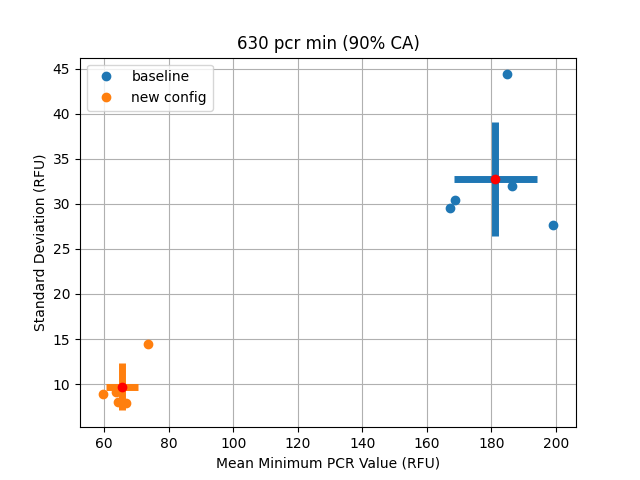 630 pcr min (90% CA)
baseline
new config
45
40
35
30
25
20
15
10
Standard Deviation (RFU)
60 80 100 120 140 160 180 200
Mean Minimum PCR Value (RFU)